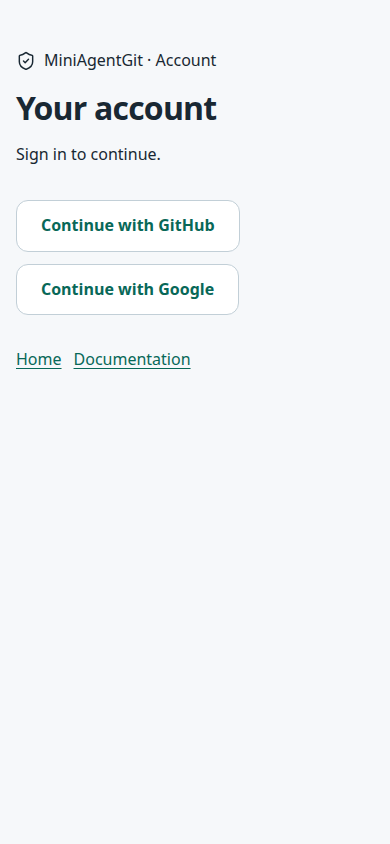 MiniAgentGit · Account
Your account
Sign in to continue.
Continue with GitHub
Continue with Google
Home Documentation